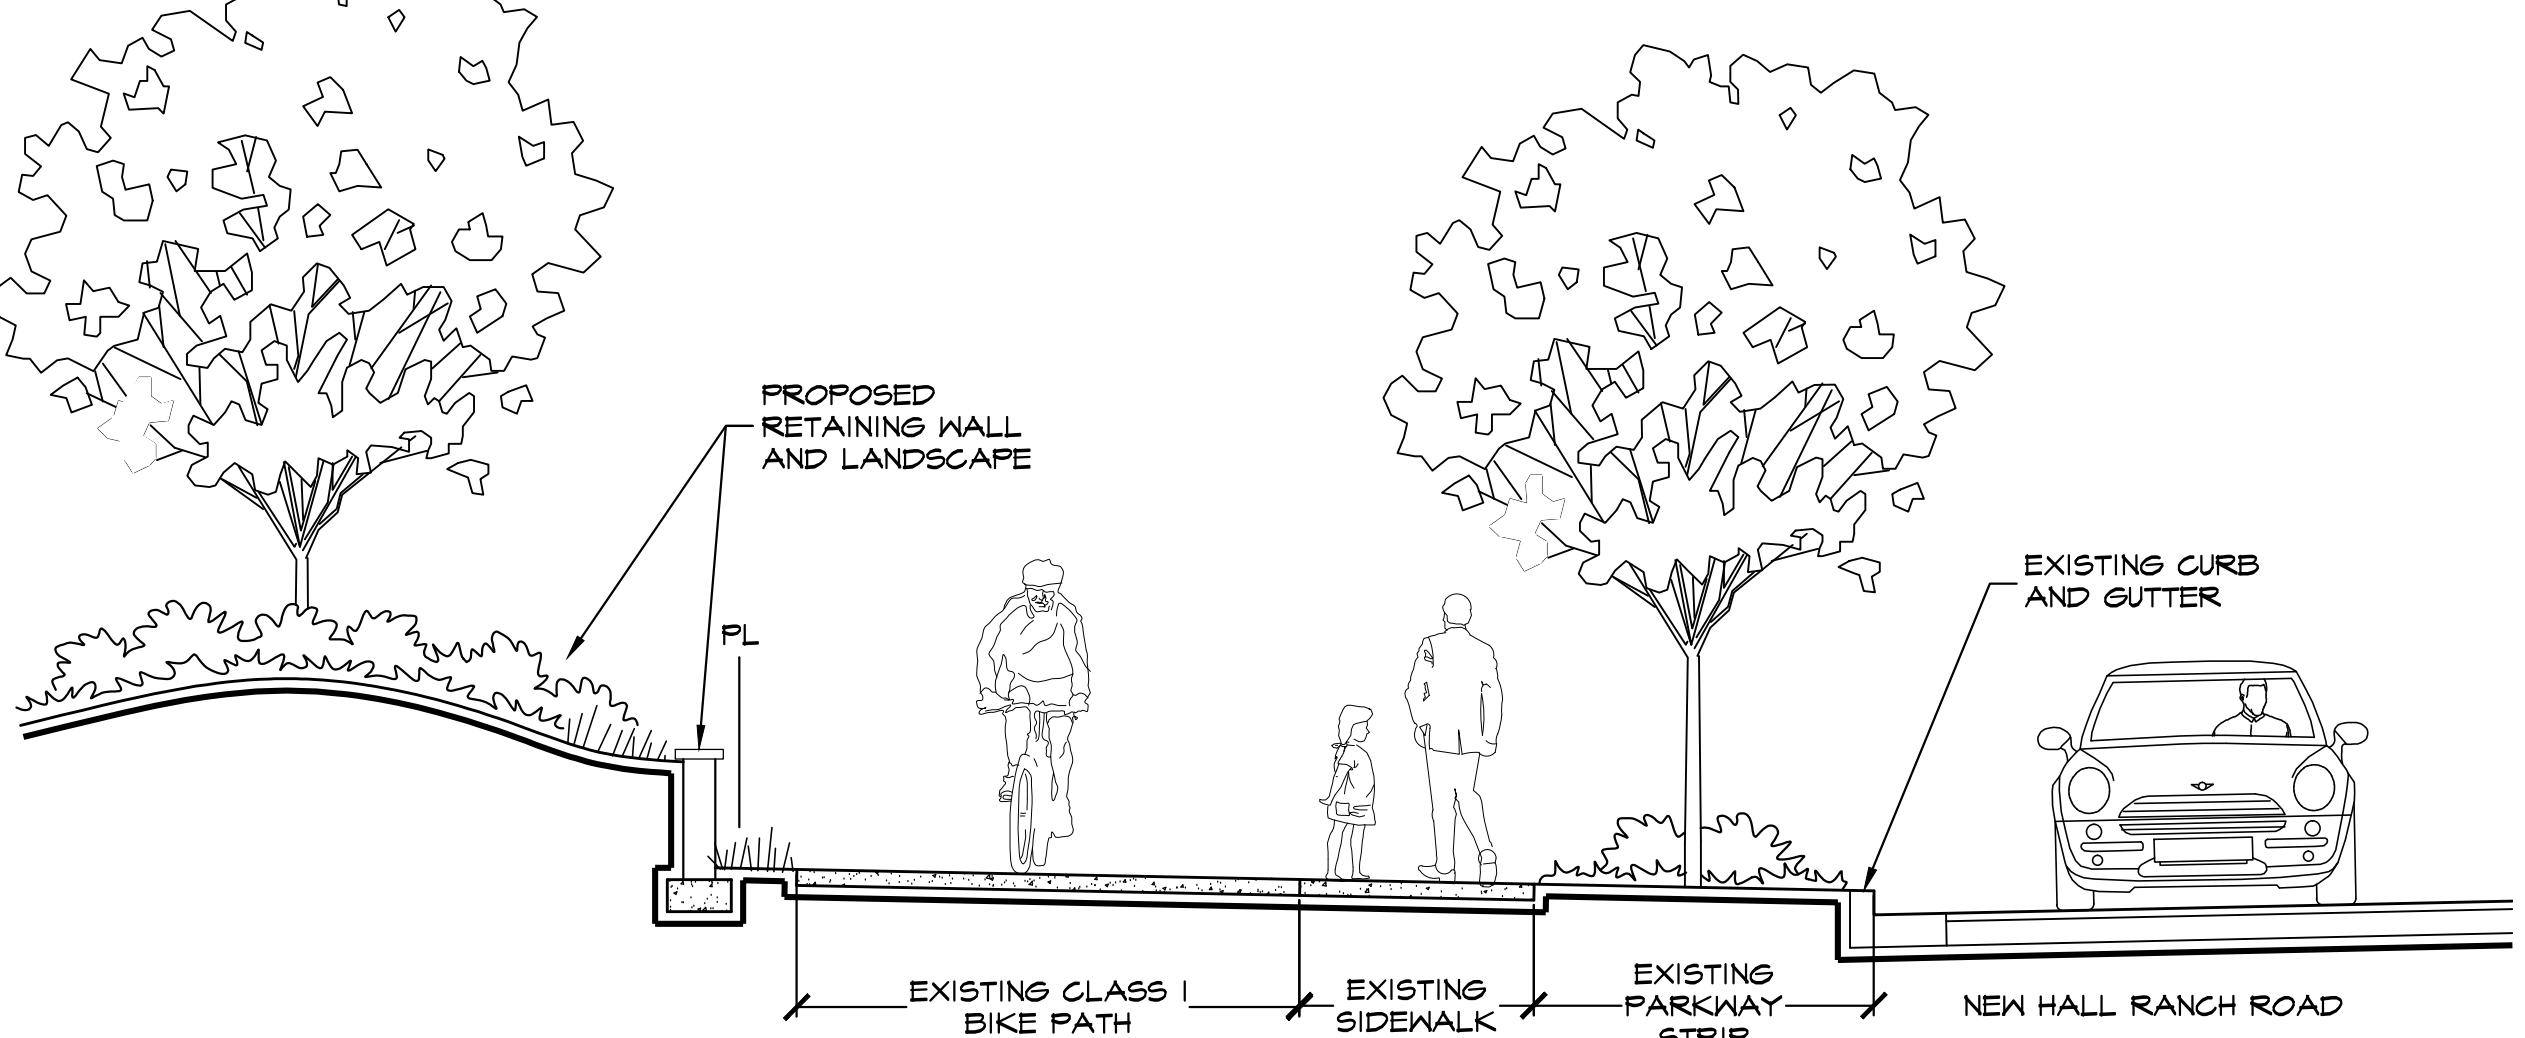 PROPOSED
RETAINING WALL
AND LANDSCAPE
PL
EXISTING CURB
AND GUTTER
EXISTING CLASS I
BIKE PATH
EXISTING
SIDEWALK
EXISTING
PARKWAY
STRIP
NEW HALL RANCH ROAD